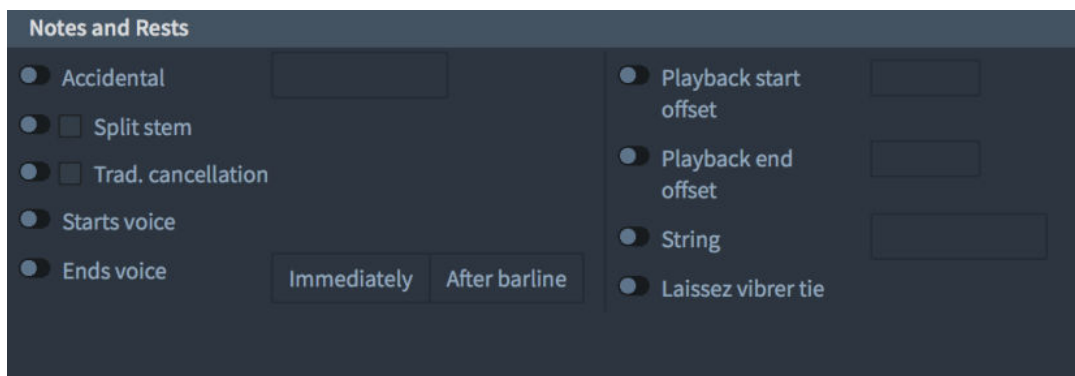 Notes and Rests
Accidental
Split stem
Trad. cancellation
Starts voice
Ends voice
Immediately
After barline
Playback start
offset
Playback end
offset
String
Laissez vibrer tie